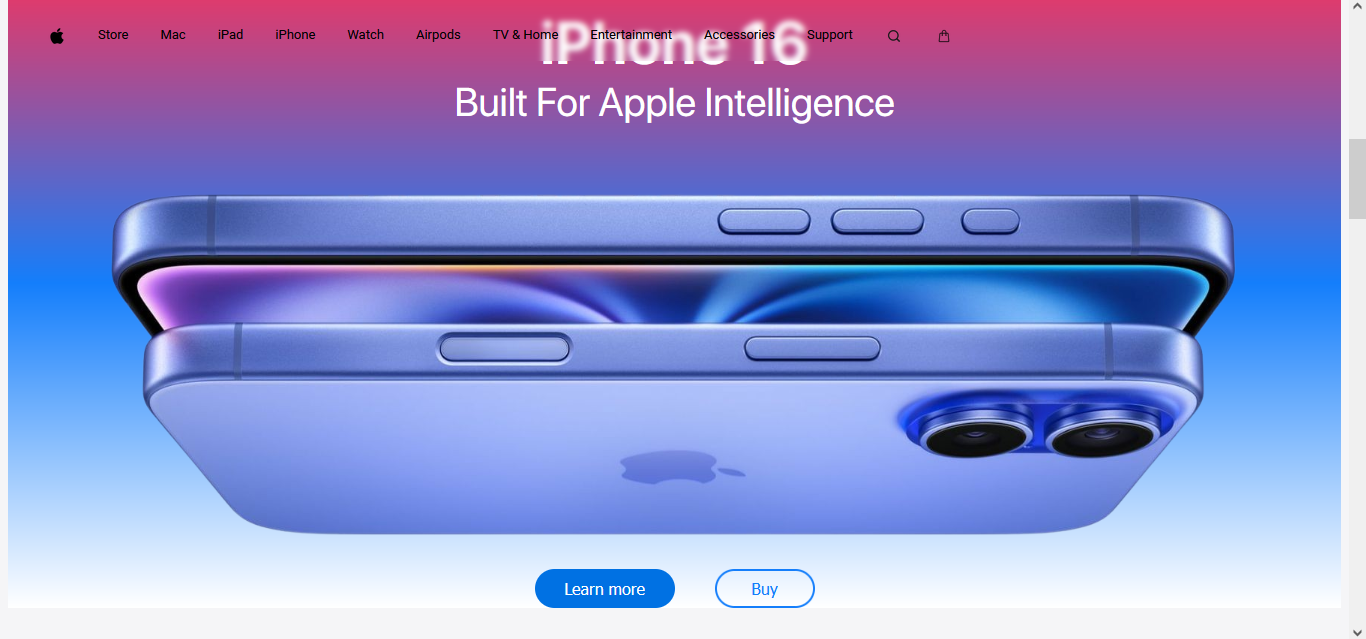 Store Mac iPad iPhone Watch Airpods TV & Home Entertainment Accessories Support
iPhone 16
Built For Apple Intelligence
Learn more Buy